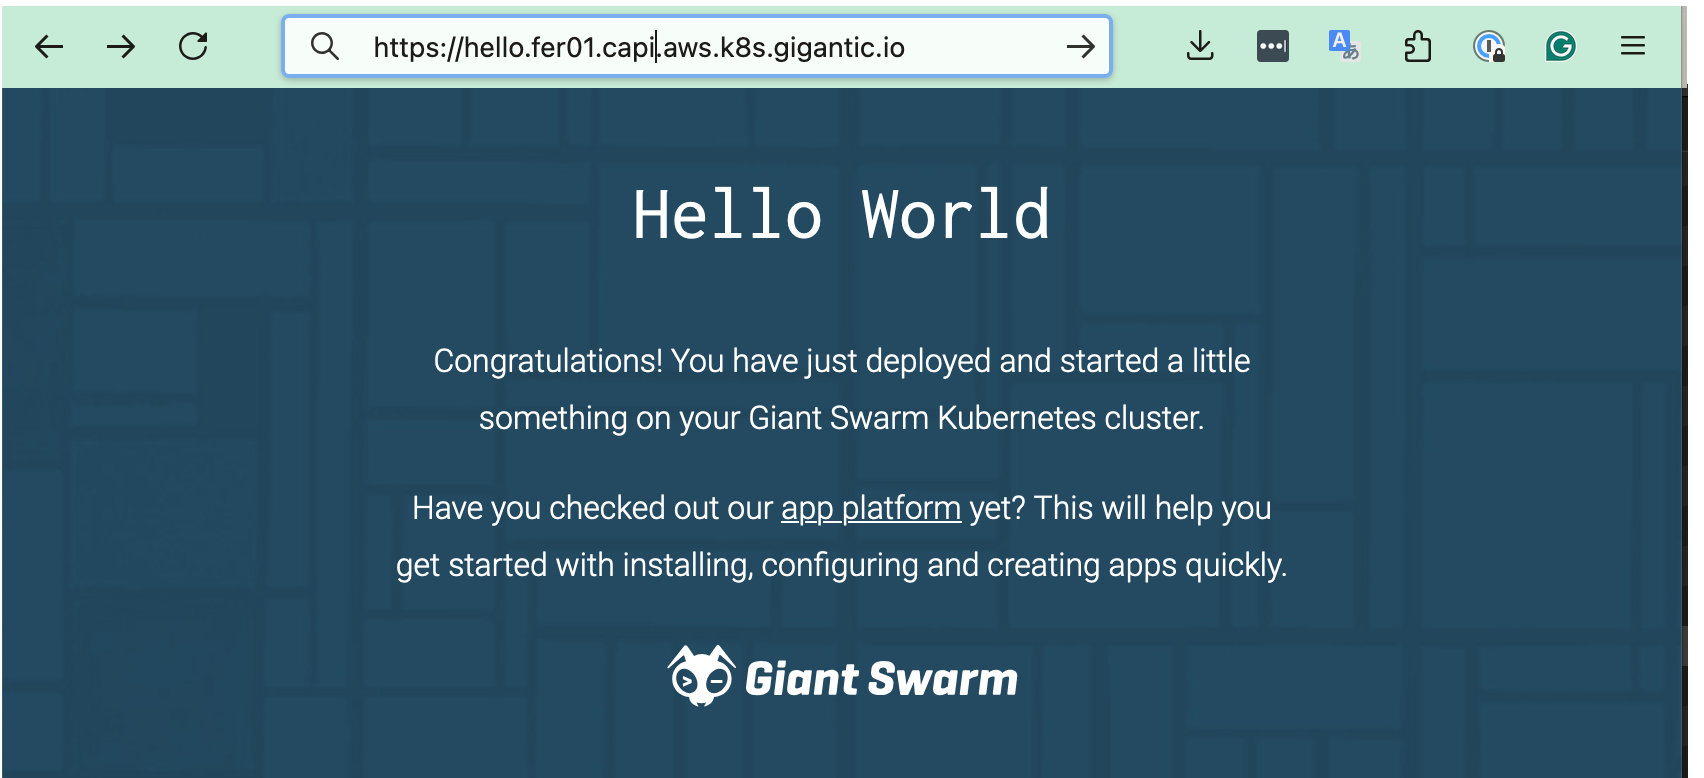 https://hello.fer01.capi.aws.k8s.gigantic.io
Hello World
Congratulations! You have just deployed and started a little
something on your Giant Swarm Kubernetes cluster.
Have you checked out our app platform yet? This will help you
get started with installing, configuring and creating apps quickly.
Giant Swarm